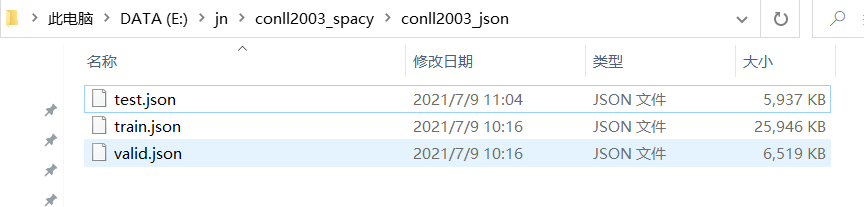 此电脑 > DATA (E:) > jn > conll2003_spacy > conll2003_json
名称 修改日期 类型 大小
test.json 2021/7/9 11:04 JSON 文件 5,937 KB
train.json 2021/7/9 10:16 JSON 文件 25,946 KB
valid.json 2021/7/9 10:16 JSON 文件 6,519 KB